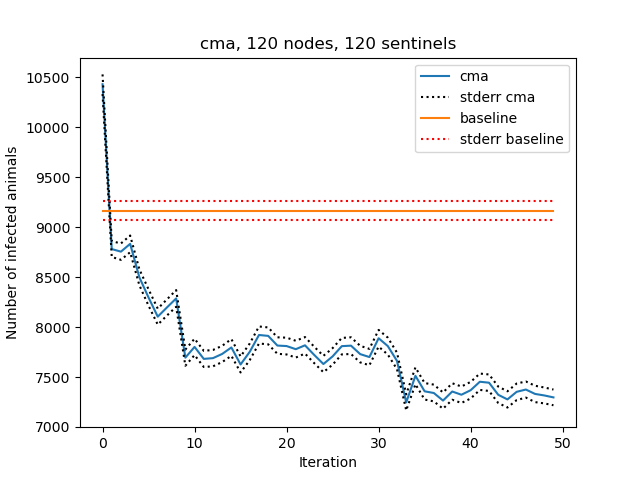 cma, 120 nodes, 120 sentinels
cma
stderr cma
baseline
stderr baseline
Number of infected animals
10500
10000
9500
9000
8500
8000
7500
7000
0 10 20 30 40 50
Iteration